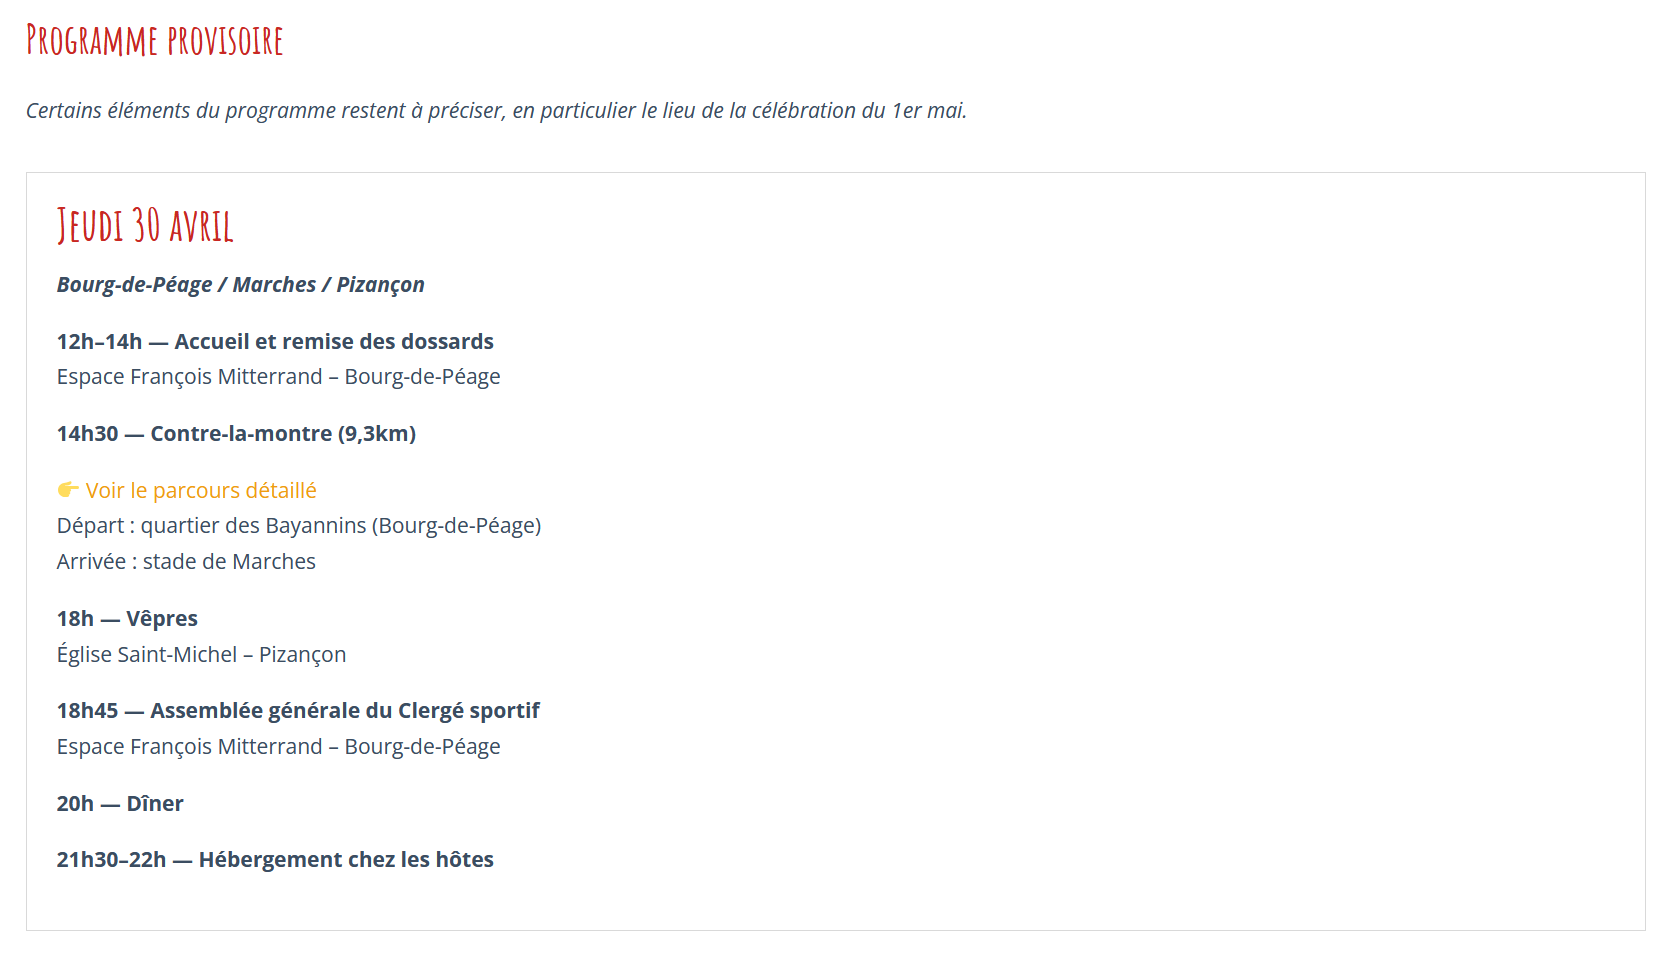 Programme provisoire
Certains éléments du programme restent à préciser, en particulier le lieu de la célébration du 1er mai.
Jeudi 30 avril
Bourg-de-Péage / Marches / Pizançon
12h–14h — Accueil et remise des dossards
Espace François Mitterrand – Bourg-de-Péage
14h30 — Contre-la-montre (9,3km)
👉 Voir le parcours détaillé
Départ : quartier des Bayannins (Bourg-de-Péage)
Arrivée : stade de Marches
18h — Vêpres
Église Saint-Michel – Pizançon
18h45 — Assemblée générale du Clergé sportif
Espace François Mitterrand – Bourg-de-Péage
20h — Dîner
21h30–22h — Hébergement chez les hôtes